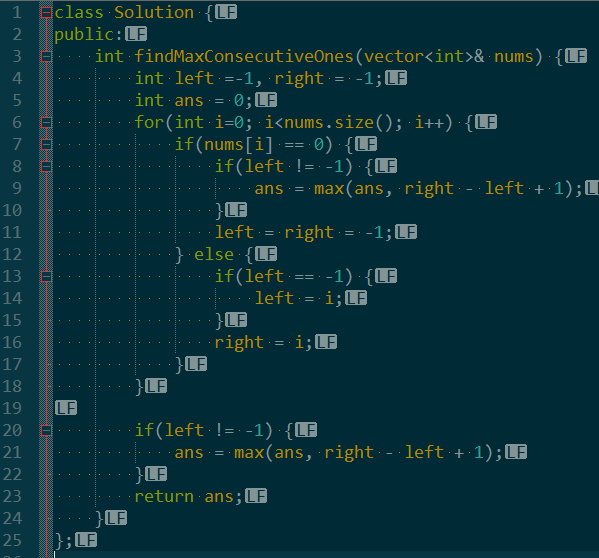 1 class Solution {LF
2 public:LF
3 int findMaxConsecutiveOnes(vector<int>& nums) {LF
4 int left =-1, right = -1;LF
5 int ans = 0;LF
6 for(int i=0; i<nums.size(); i++) {LF
7 if(nums[i] == 0) {LF
8 if(left != -1) {LF
9 ans = max(ans, right - left + 1);LF
10 }LF
11 left = right = -1;LF
12 } else {LF
13 if(left == -1) {LF
14 left = i;LF
15 }LF
16 right = i;LF
17 }LF
18 }LF
19 LF
20 if(left != -1) {LF
21 ans = max(ans, right - left + 1);LF
22 }LF
23 return ans;LF
24 }LF
25 };LF